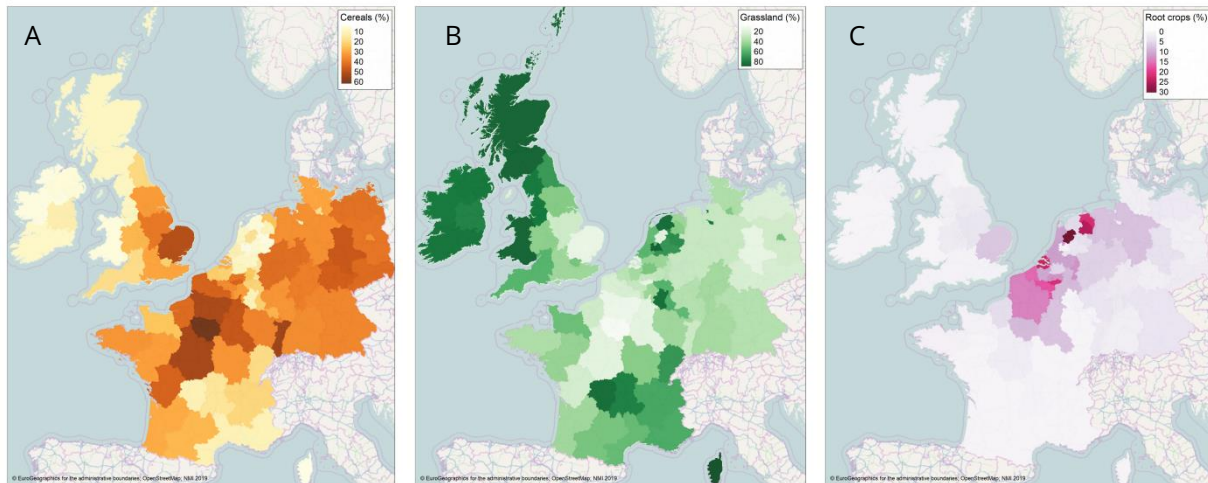 A
Cereals (%)
10
20
30
40
50
60
© EuroGeographics for the administrative boundaries; OpenStreetMap; NMI 2019
B
Grassland (%)
20
40
60
80
© EuroGeographics for the administrative boundaries; OpenStreetMap; NMI 2019
C
Root crops (%)
0
5
10
15
20
25
30
© EuroGeographics for the administrative boundaries; OpenStreetMap; NMI 2019